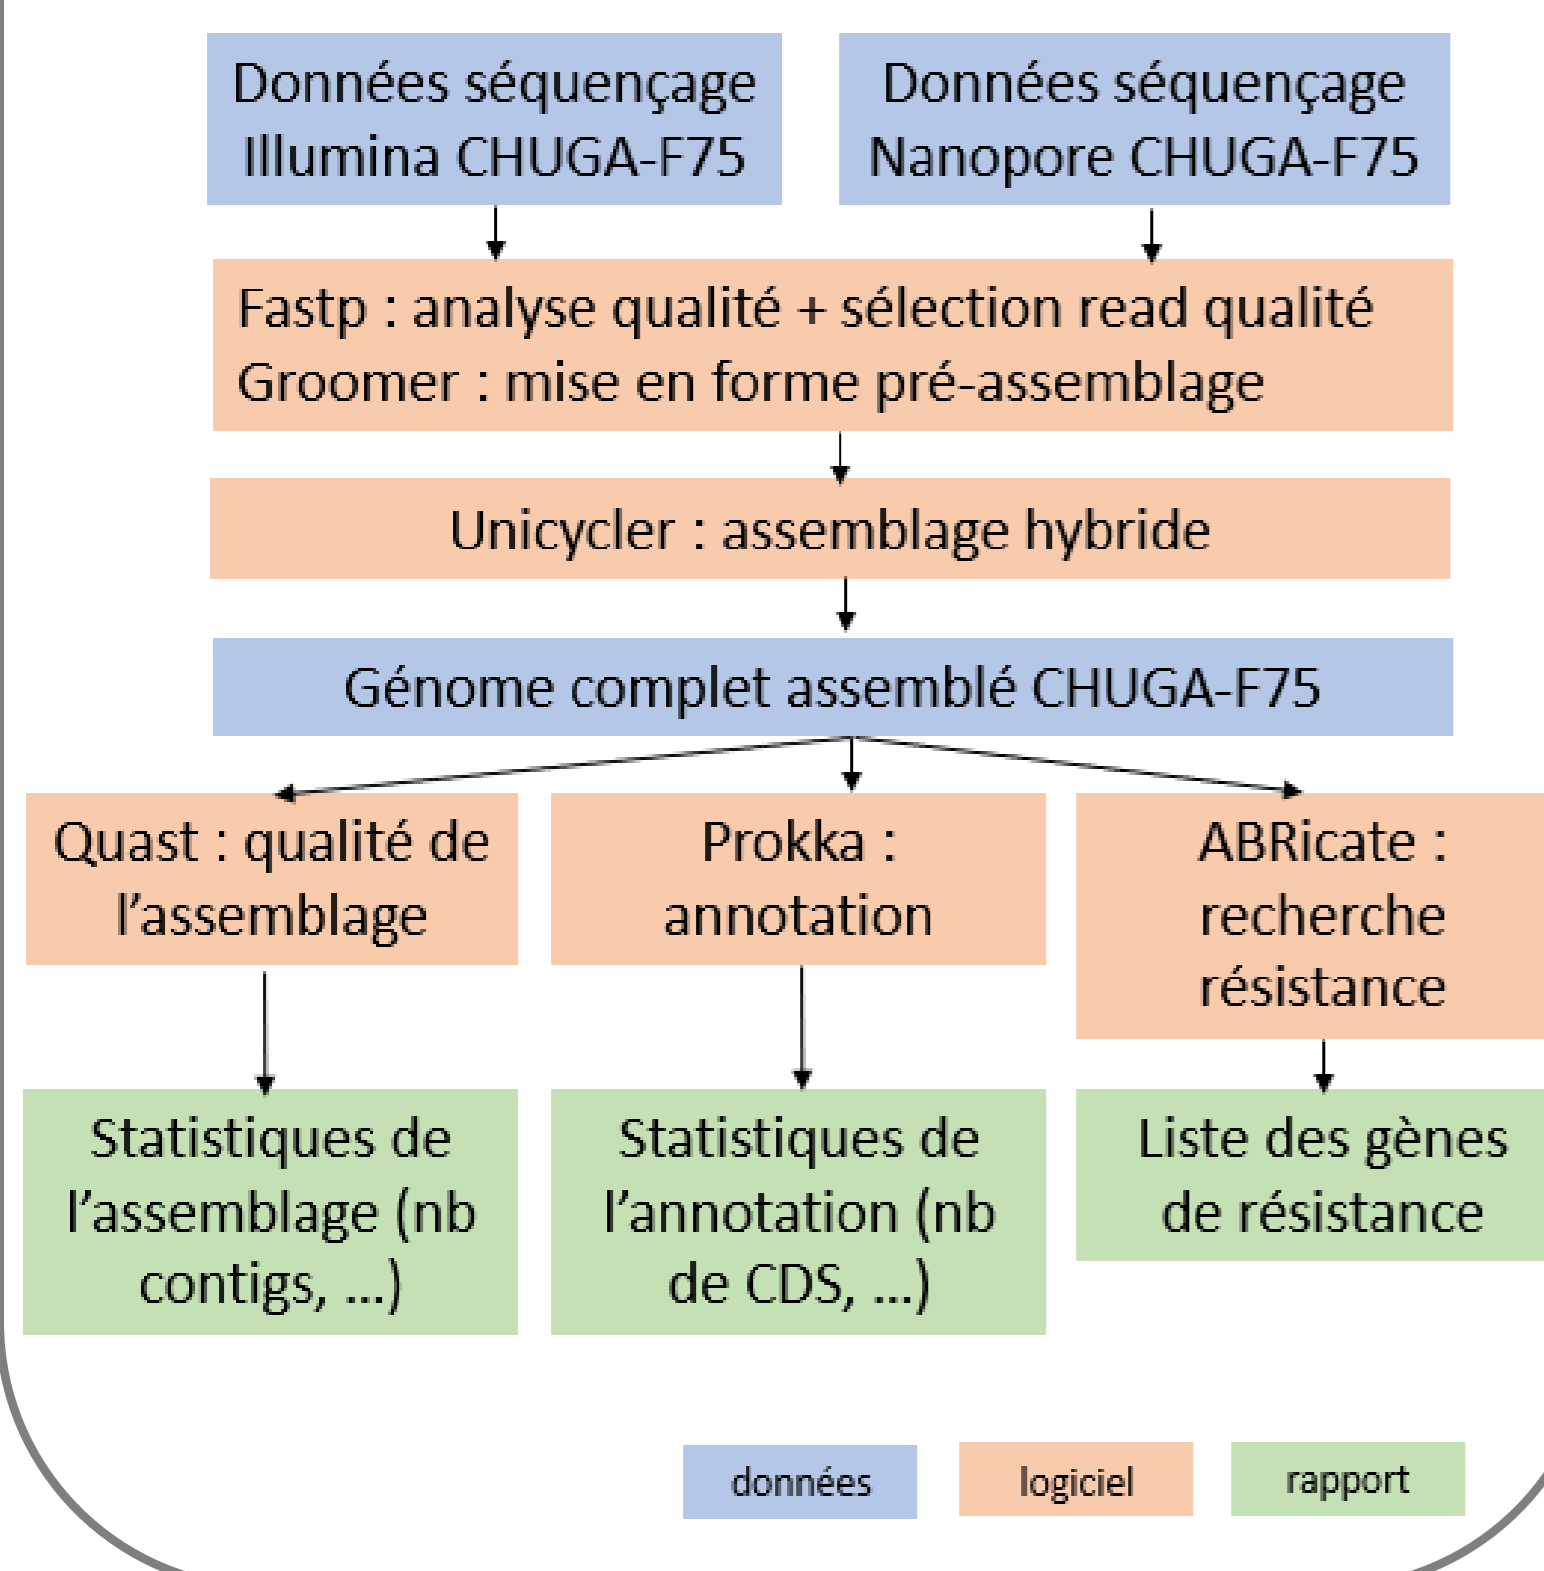 Données séquençage
Illumina CHUGA-F75
Données séquençage
Nanopore CHUGA-F75
Fastp : analyse qualité + sélection read qualité
Groomer : mise en forme pré-assemblage
Unicycler : assemblage hybride
Génome complet assemblé CHUGA-F75
Quast : qualité de
l’assemblage
Prokka :
annotation
ABRicate :
recherche
résistance
Statistiques de
l’assemblage (nb
contigs, …)
Statistiques de
l’annotation (nb
de CDS, …)
Liste des gènes
de résistance
données
logiciel
rapport